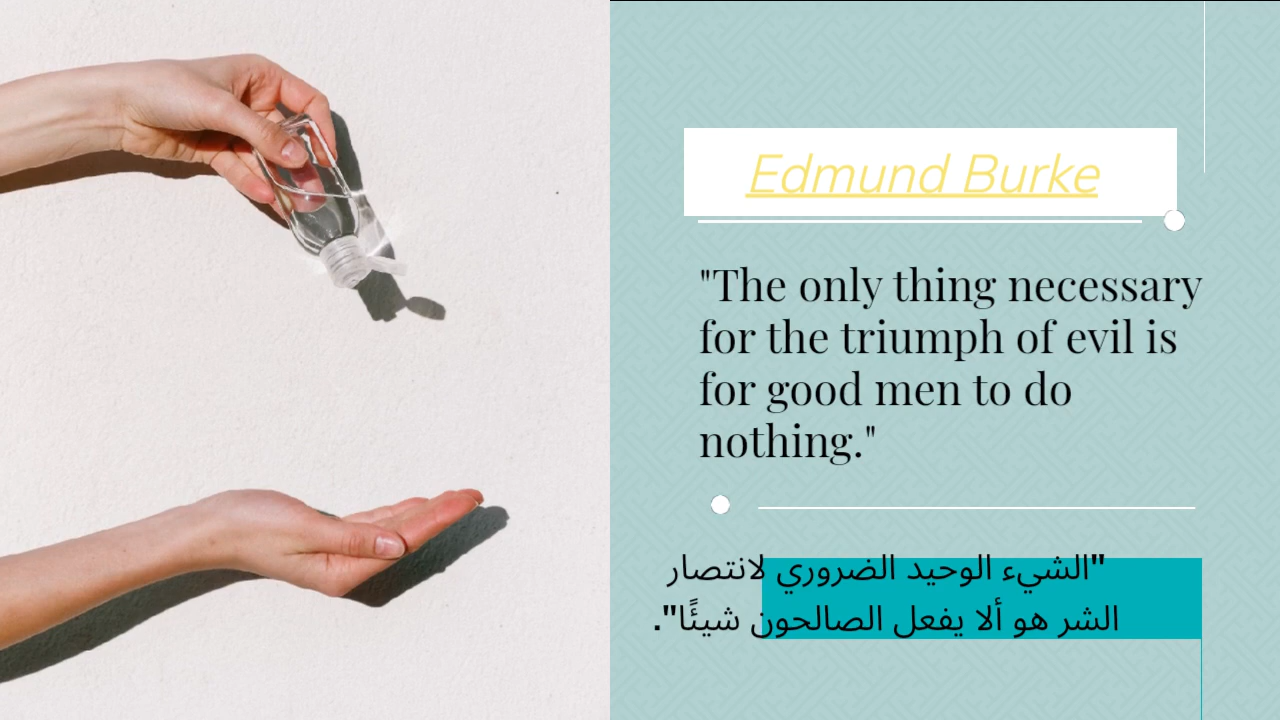 Edmund Burke
"The only thing necessary
for the triumph of evil is
for good men to do
nothing."
"الشيء الوحيد الضروري لانتصار
الشر هو ألا يفعل الصالحون شيئًا".